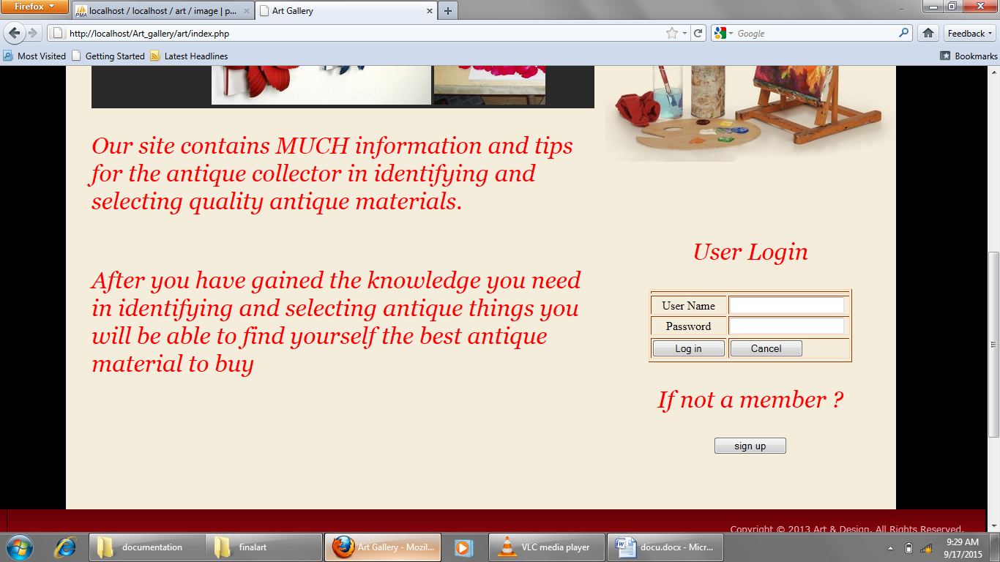 Firefox
localhost / localhost / art / image | p...
Art Gallery
http://localhost/Art_gallery/art/index.php
Google
Feedback
Most Visited
Getting Started
Latest Headlines
Bookmarks
Our site contains MUCH information and tips
for the antique collector in identifying and
selecting quality antique materials.
After you have gained the knowledge you need
in identifying and selecting antique things you
will be able to find yourself the best antique
material to buy
User Login
User Name
Password
Log in
Cancel
If not a member ?
sign up
Copyright © 2013 Art & Design. All Rights Reserved.
documentation
finalart
Art Gallery - Mozil...
VLC media player
docu.docx - Micr...
9:29 AM
9/17/2015